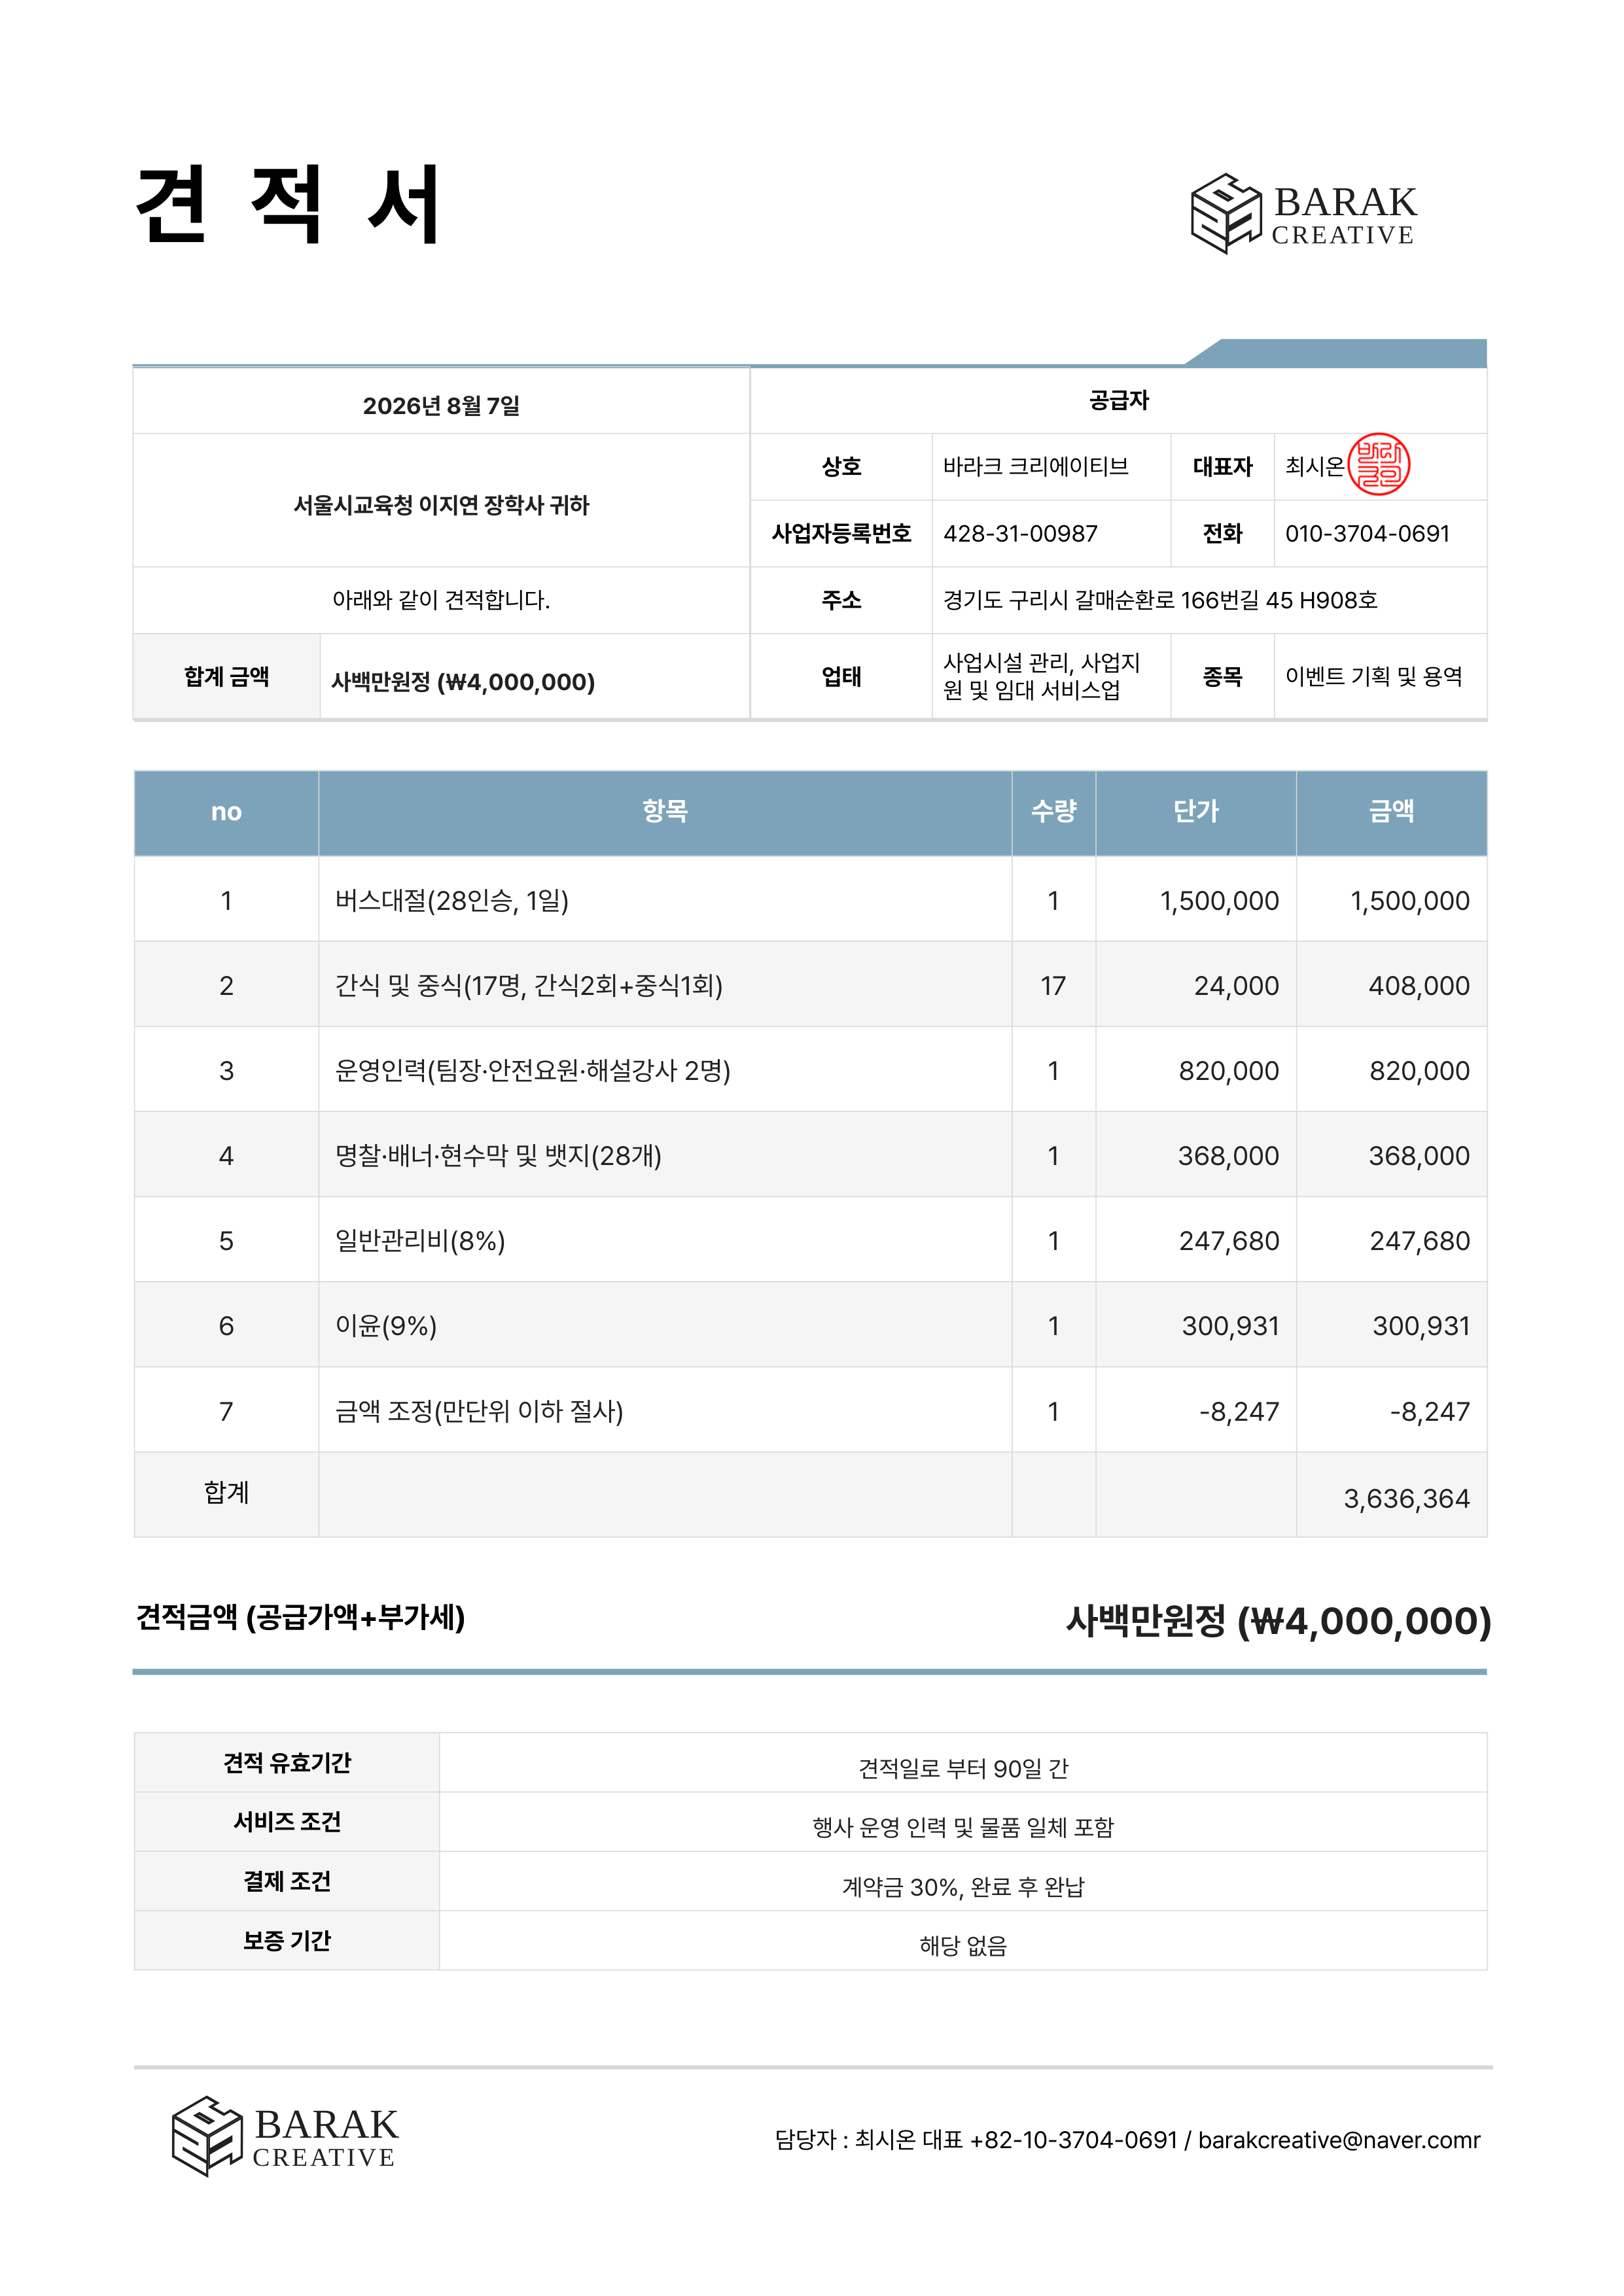 견 적 서
BARAK
CREATIVE
2026년 8월 7일
공급자
서울시교육청 이지연 장학사 귀하
상호
바라크 크리에이티브
대표자
최시온
사업자등록번호
428-31-00987
전화
010-3704-0691
아래와 같이 견적합니다.
주소
경기도 구리시 갈매순환로 166번길 45 H908호
합계 금액
사백만원정 (₩4,000,000)
업태
사업시설 관리, 사업지
원 및 임대 서비스업
종목
이벤트 기획 및 용역
no 항목 수량 단가 금액
1 버스대절(28인승, 1일) 1 1,500,000 1,500,000
2 간식 및 중식(17명, 간식2회+중식1회) 17 24,000 408,000
3 운영인력(팀장·안전요원·해설강사 2명) 1 820,000 820,000
4 명찰·배너·현수막 및 뱃지(28개) 1 368,000 368,000
5 일반관리비(8%) 1 247,680 247,680
6 이윤(9%) 1 300,931 300,931
7 금액 조정(만단위 이하 절사) 1 -8,247 -8,247
합계 3,636,364
견적금액 (공급가액+부가세) 사백만원정 (₩4,000,000)
견적 유효기간 견적일로 부터 90일 간
서비즈 조건 행사 운영 인력 및 물품 일체 포함
결제 조건 계약금 30%, 완료 후 완납
보증 기간 해당 없음
BARAK
CREATIVE
담당자 : 최시온 대표 +82-10-3704-0691 / barakcreative@naver.comr